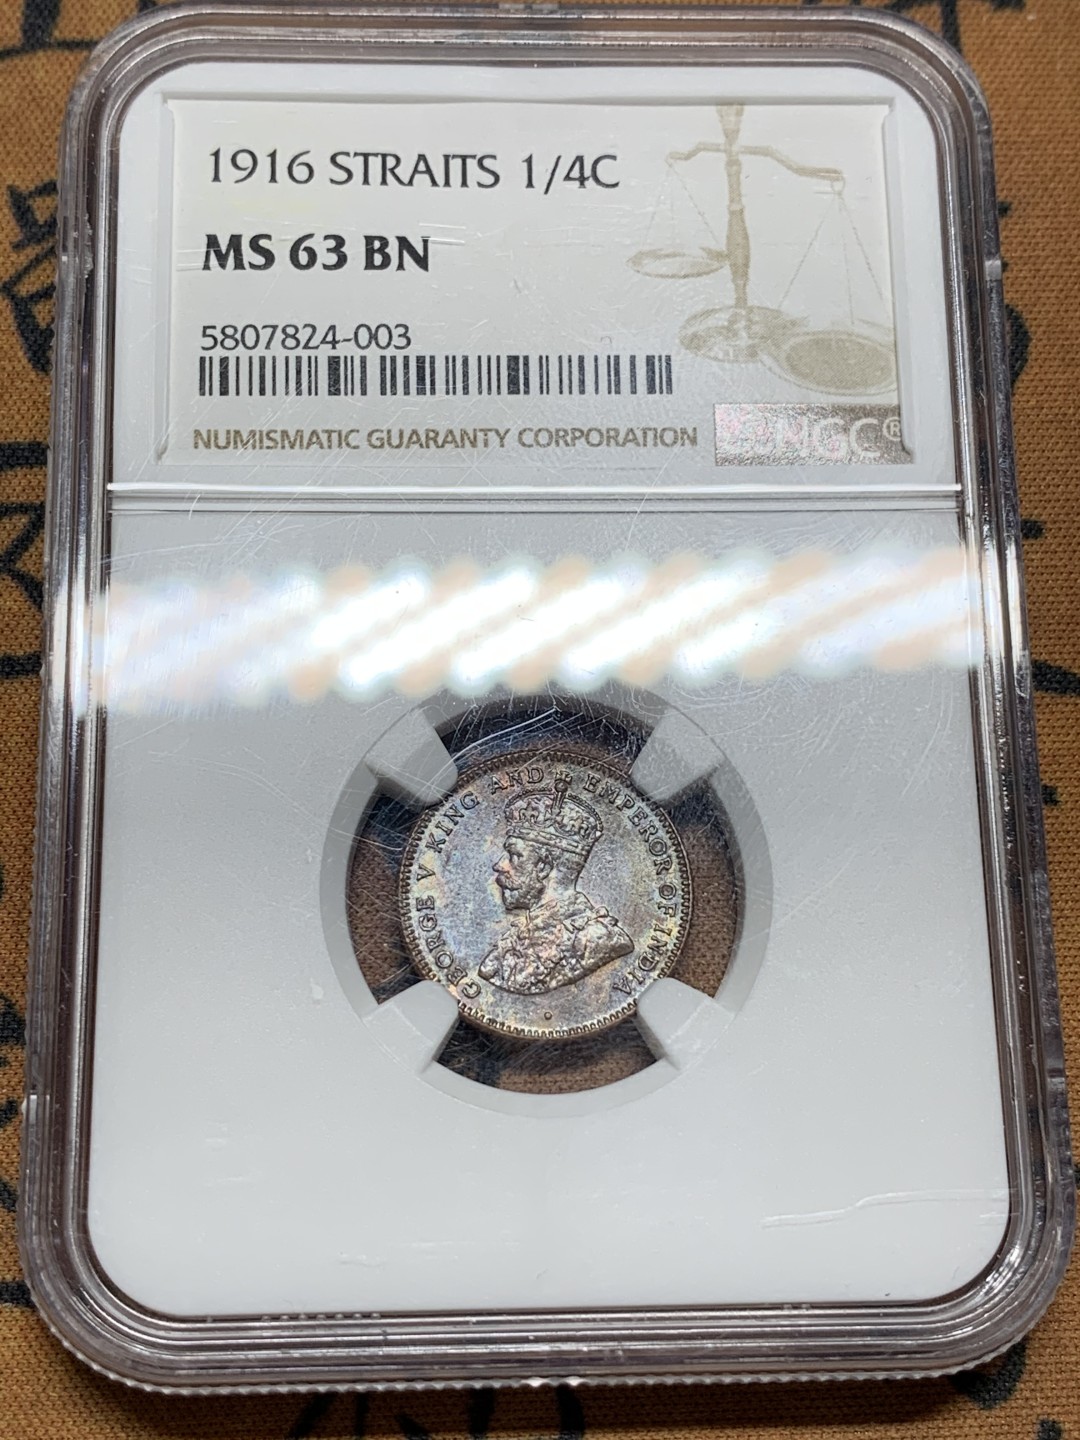 1916 STRAITS 1/4C
MS 63 BN
5807824-003
NUMISMATIC GUARANTY CORPORATION
NGC®
GEORGE V KING AND EMPEROR OF INDIA